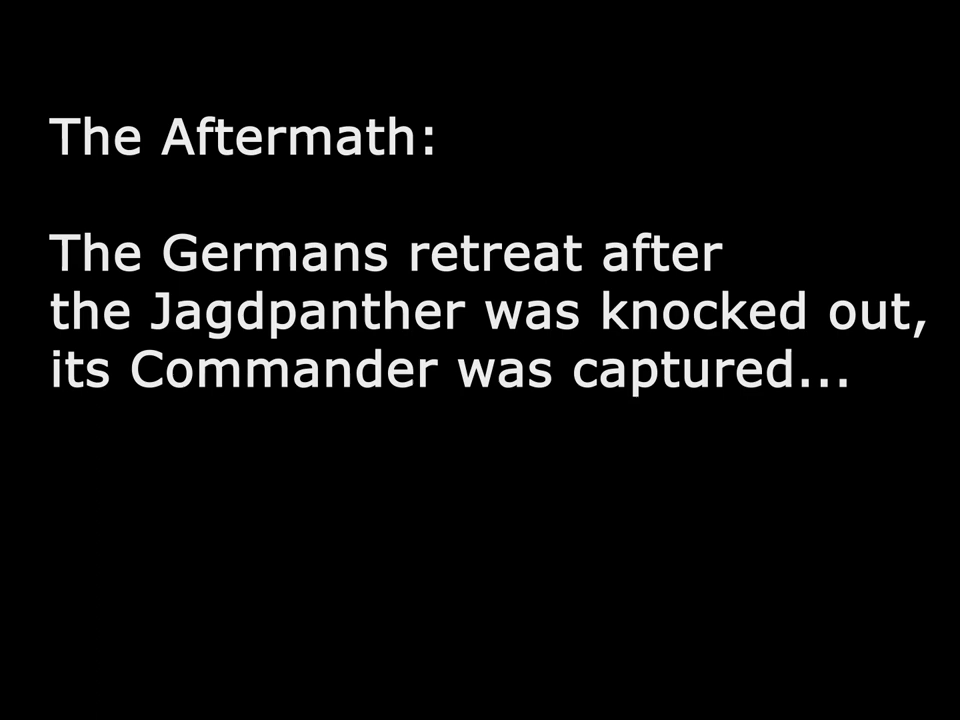 The Aftermath:
The Germans retreat after
the Jagdpanther was knocked out,
its Commander was captured...